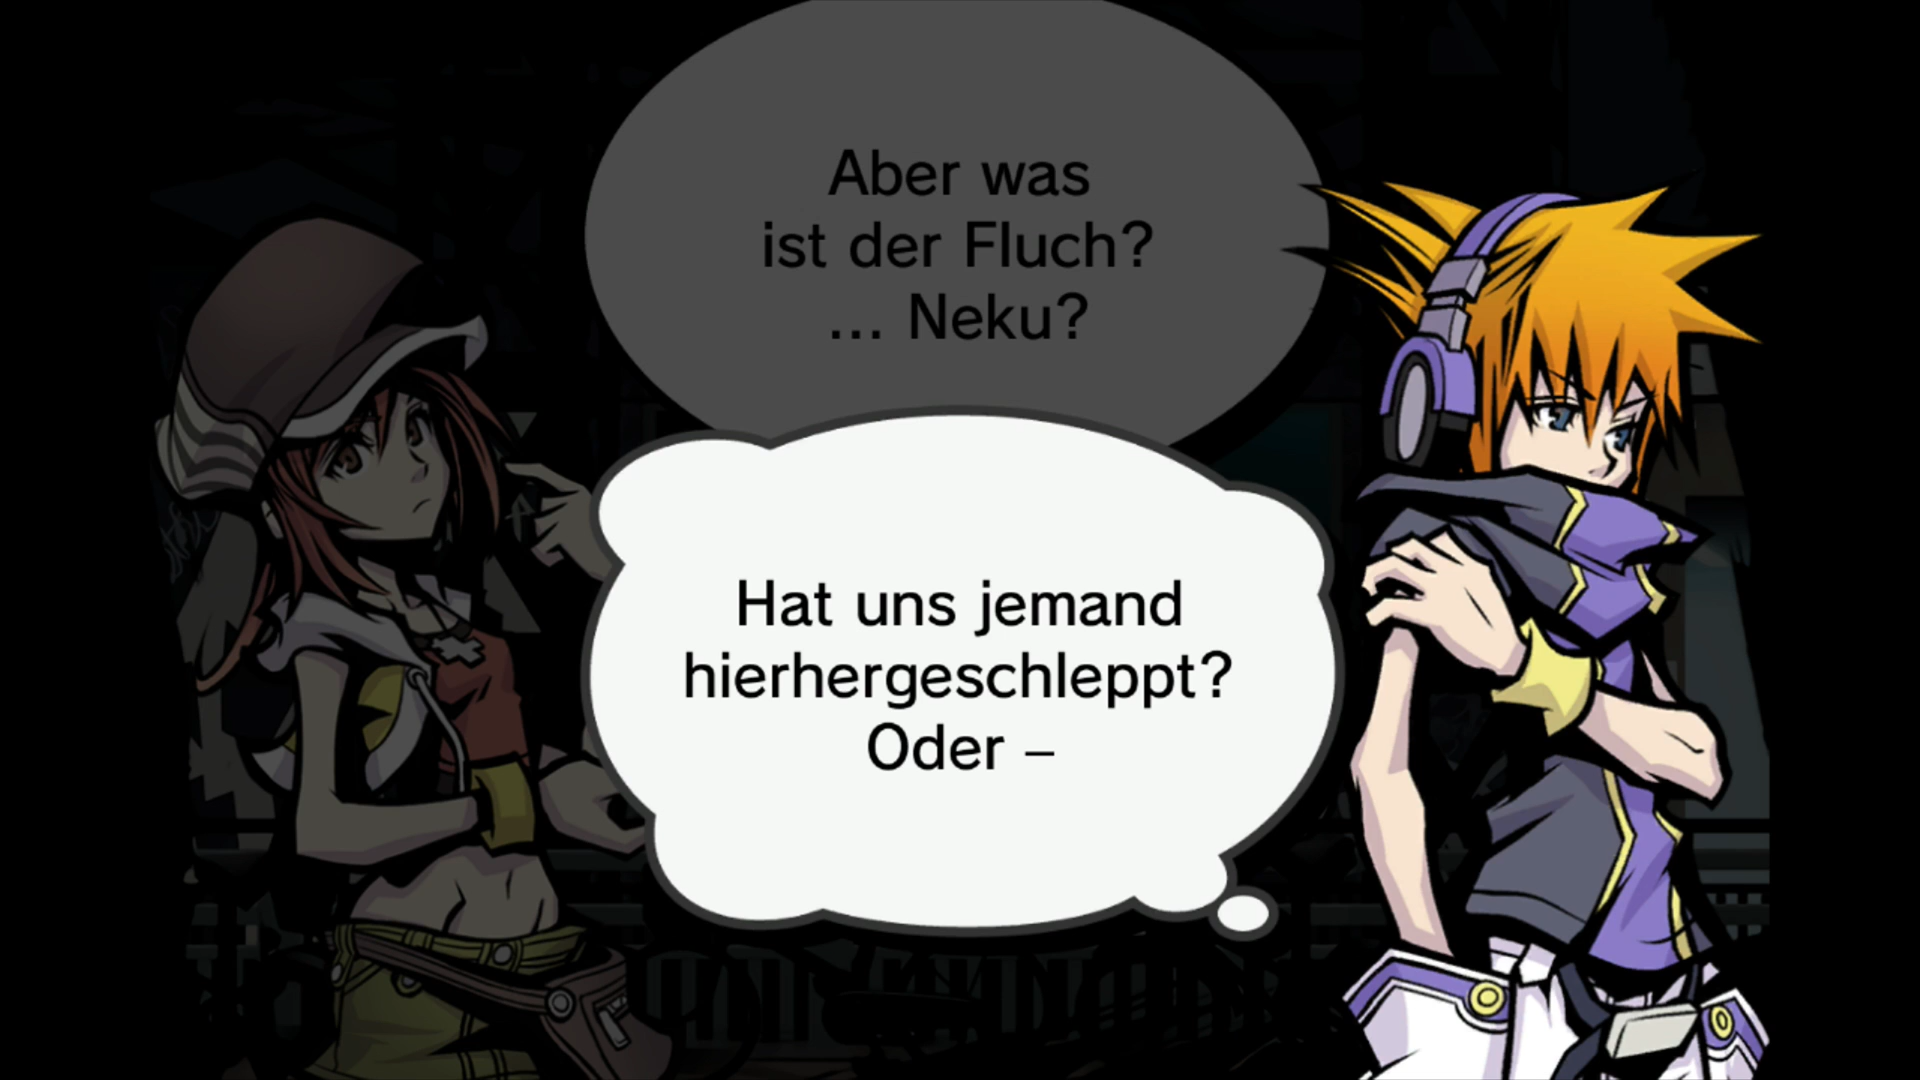 Aber was
ist der Fluch?
... Neku?
Hat uns jemand
hierhergeschleppt?
Oder –